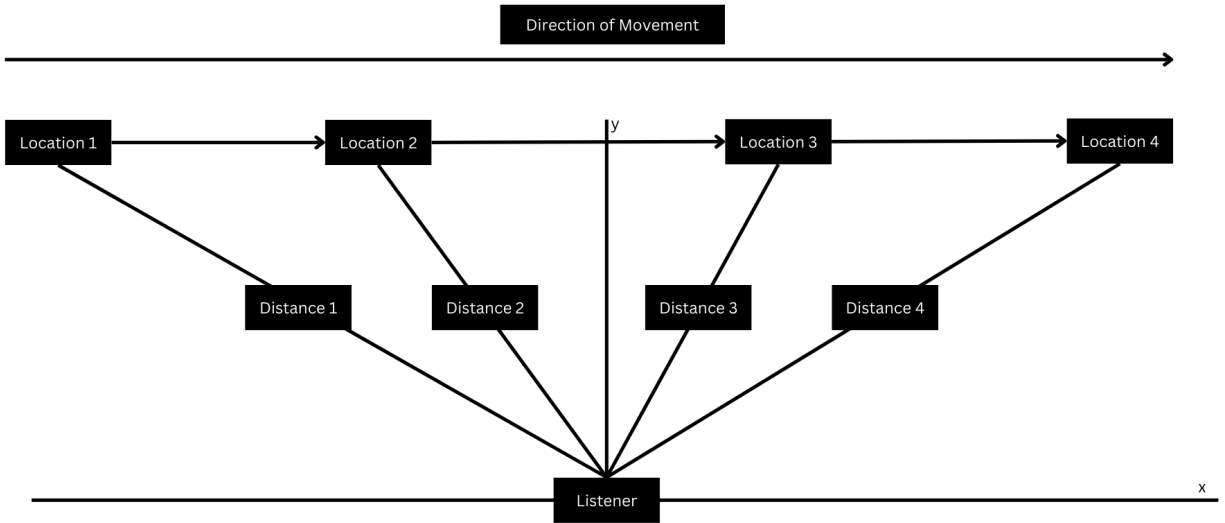 Direction of Movement
y
Location 1
Location 2
Location 3
Location 4
Distance 1
Distance 2
Distance 3
Distance 4
x
Listener